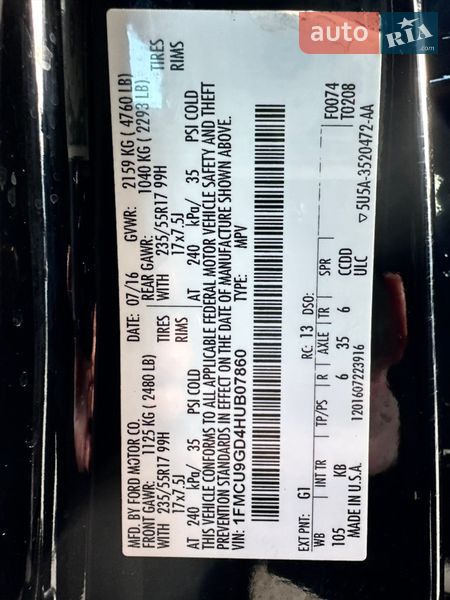 auto RIA
.com
MFD. BY FORD MOTOR CO. DATE: 07/16 GVWR: 2159 KG ( 4760 LB)
FRONT GAWR: 1125 KG ( 2480 LB) REAR GAWR: 1040 KG ( 2293 LB)
WITH 235/55R17 99H TIRES WITH 235/55R17 99H TIRES
17x7.5J RIMS 17x7.5J RIMS
AT 240 kPa/ 35 PSI COLD AT 240 kPa/ 35 PSI COLD
THIS VEHICLE CONFORMS TO ALL APPLICABLE FEDERAL MOTOR VEHICLE SAFETY AND THEFT
PREVENTION STANDARDS IN EFFECT ON THE DATE OF MANUFACTURE SHOWN ABOVE.
VIN: 1FMCU9GD4HUB07860 TYPE: MPV
F0074
T0208
EXT PNT: G1 RC: 13 DSO:
WB INT TR TP/PS R AXLE TR SPR
105 KB 6 35 6 CCDD
MADE IN U.S.A. 1201607223916 ULC
▽5U5A-3520472-AA